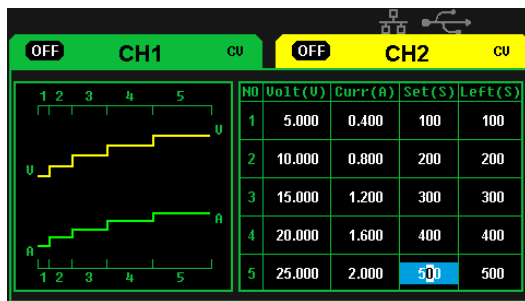 OFF CH1 CV OFF CH2 CV
1 2 3 4 5
V
V
A
A
1 2 3 4 5
NO Volt(V) Curr(A) Set(S) Left(S)
1 5.000 0.400 100 100
2 10.000 0.800 200 200
3 15.000 1.200 300 300
4 20.000 1.600 400 400
5 25.000 2.000 500 500